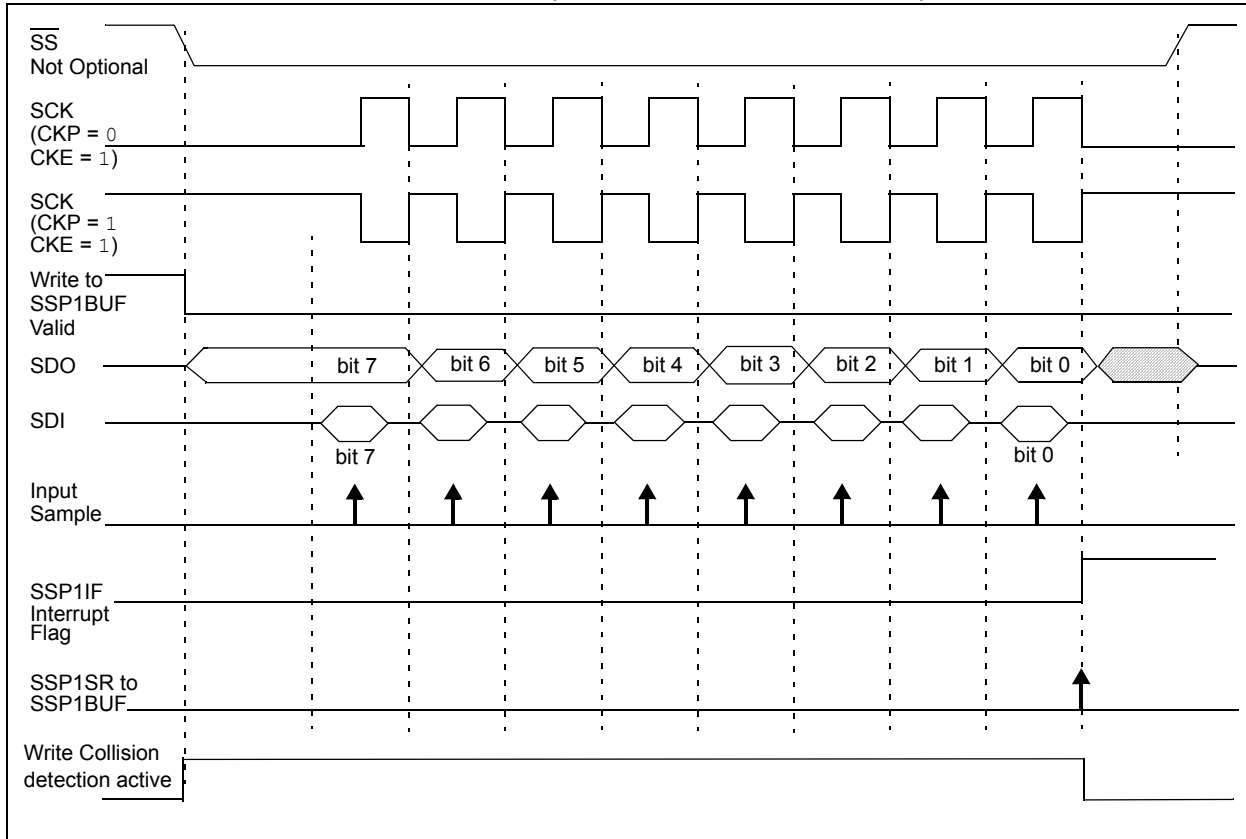 SS
Not Optional
SCK
(CKP = 0
CKE = 1)
SCK
(CKP = 1
CKE = 1)
Write to
SSP1BUF
Valid
SDO
bit 7 bit 6 bit 5 bit 4 bit 3 bit 2 bit 1 bit 0
SDI
bit 7 bit 0
Input
Sample
SSP1IF
Interrupt
Flag
SSP1SR to
SSP1BUF
Write Collision
detection active